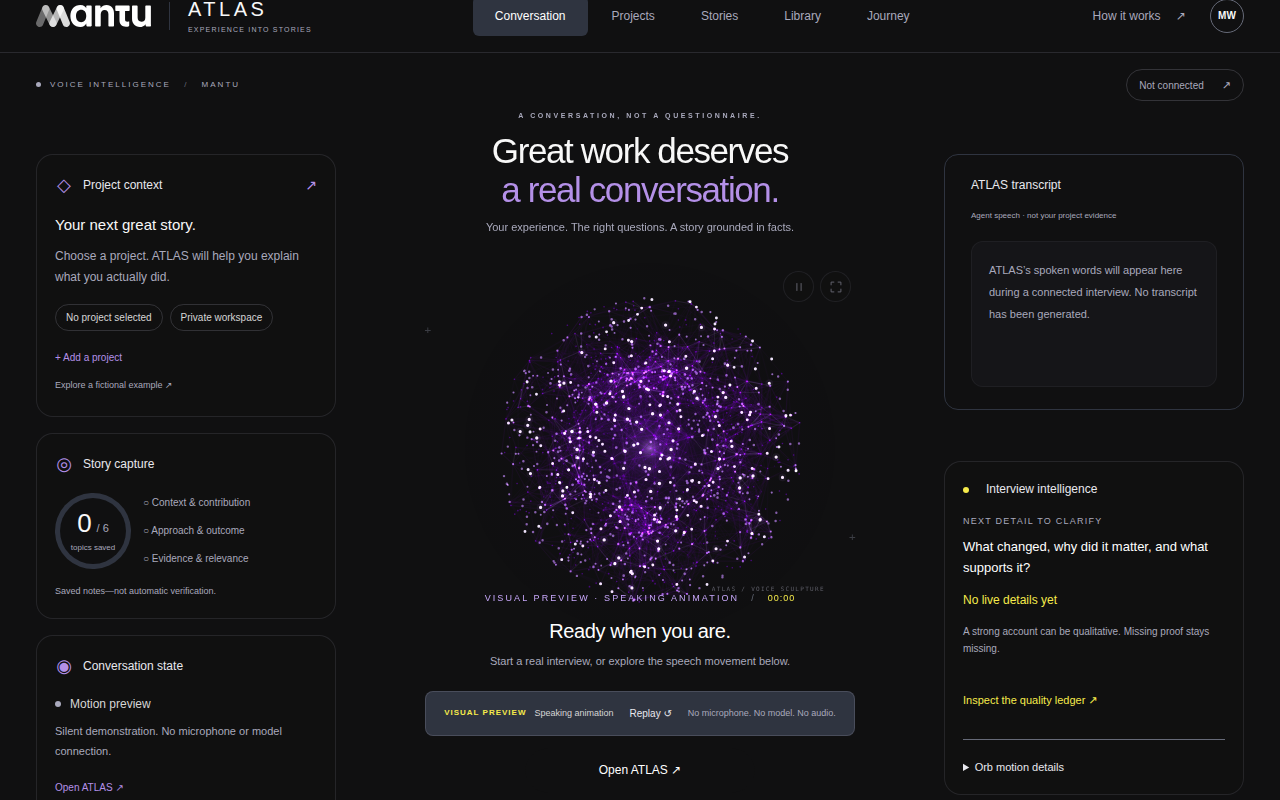 Mantu
ATLAS
EXPERIENCE INTO STORIES
Conversation
Projects
Stories
Library
Journey
How it works ↗
MW
VOICE INTELLIGENCE / MANTU
Not connected ↗
A CONVERSATION, NOT A QUESTIONNAIRE.
Great work deserves
a real conversation.
Your experience. The right questions. A story grounded in facts.
Project context ↗
Your next great story.
Choose a project. ATLAS will help you explain
what you actually did.
No project selected
Private workspace
+ Add a project
Explore a fictional example ↗
Story capture
0 / 6
topics saved
○ Context & contribution
○ Approach & outcome
○ Evidence & relevance
Saved notes—not automatic verification.
Conversation state
Motion preview
Silent demonstration. No microphone or model
connection.
Open ATLAS ↗
ATLAS / VOICE SCULPTURE
VISUAL PREVIEW · SPEAKING ANIMATION / 00:00
Ready when you are.
Start a real interview, or explore the speech movement below.
VISUAL PREVIEW Speaking animation Replay ↺ No microphone. No model. No audio.
Open ATLAS ↗
ATLAS transcript
Agent speech · not your project evidence
ATLAS's spoken words will appear here
during a connected interview. No transcript
has been generated.
Interview intelligence
NEXT DETAIL TO CLARIFY
What changed, why did it matter, and what
supports it?
No live details yet
A strong account can be qualitative. Missing proof stays
missing.
Inspect the quality ledger ↗
▶ Orb motion details